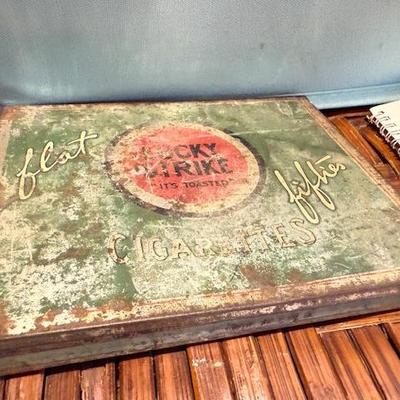 flat
LUCKY
STRIKE
"IT'S TOASTED"
fifties
CIGARETTES